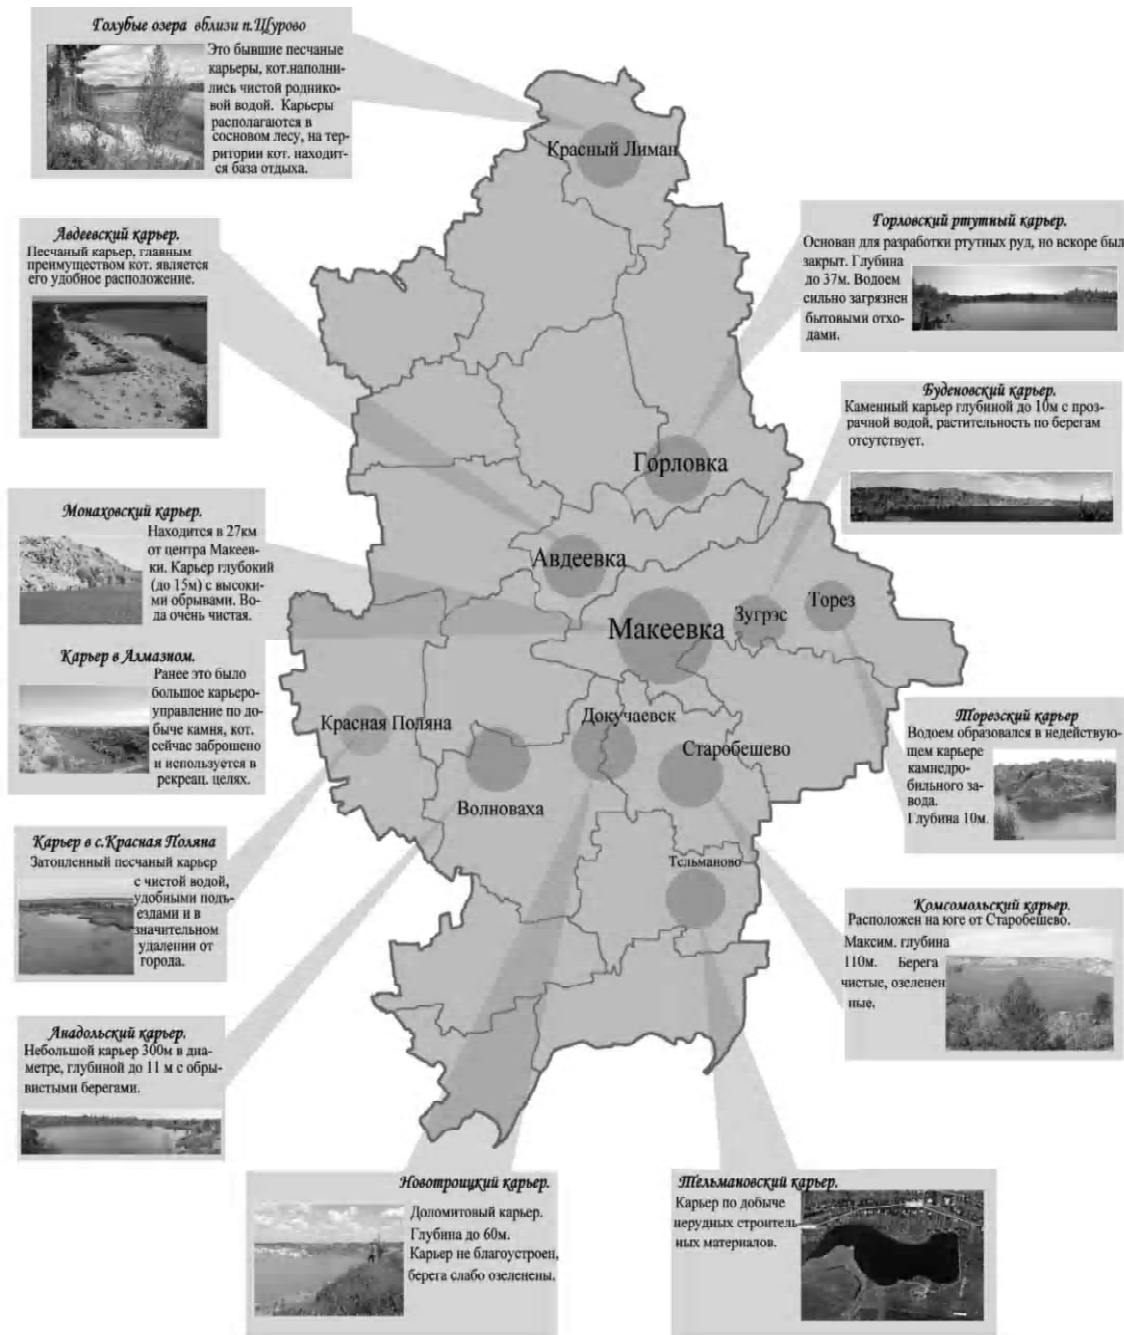 Голубые озера вблизи п.Щурово
Это бывшие песчаные
карьеры, кот.наполни-
лись чистой роднико-
вой водой. Карьеры
располагаются в
сосновом лесу, на тер-
ритории кот. находит-
ся база отдыха.
Авдеевский карьер.
Песчаный карьер, главным
преимуществом кот. является
его удобное расположение.
Монаховский карьер.
Находится в 27км
от центра Макеев-
ки. Карьер глубокий
(до 15м) с высоки-
ми обрывами. Во-
да очень чистая.
Карьер в Алмазном.
Ранее это было
большое карьеро-
управление по до-
быче камня, кот.
сейчас заброшено
и используется в
рекреац. целях.
Карьер в с.Красная Поляна
Затопленный песчаный карьер
с чистой водой,
удобными подъ-
ездами и в
значительном
удалении от
города.
Анадольский карьер.
Небольшой карьер 300м в диа-
метре, глубиной до 11 м с обры-
вистыми берегами.
Красный Лиман
Горловка
Авдеевка
Макеевка
Зугрэс
Торез
Красная Поляна
Докучаевск
Старобешево
Волноваха
Тельманово
Горловский ртутный карьер.
Основан для разработки ртутных руд, но вскоре был
закрыт. Глубина
до 37м. Водоем
сильно загрязнен
бытовыми отхо-
дами.
Буденовский карьер.
Каменный карьер глубиной до 10м с проз-
рачной водой, растительность по берегам
отсутствует.
Торезский карьер
Водоем образовался в недействую-
щем карьере
камнедро-
бильного за-
вода.
Глубина 10м.
Комсомольский карьер.
Расположен на юге от Старобешево.
Максим. глубина
110м. Берега
чистые, озеленен
ные.
Новотроицкий карьер.
Доломитовый карьер.
Глубина до 60м.
Карьер не благоустроен,
берега слабо озеленены.
Тельмановский карьер.
Карьер по добыче
нерудных строитель
ных материалов.